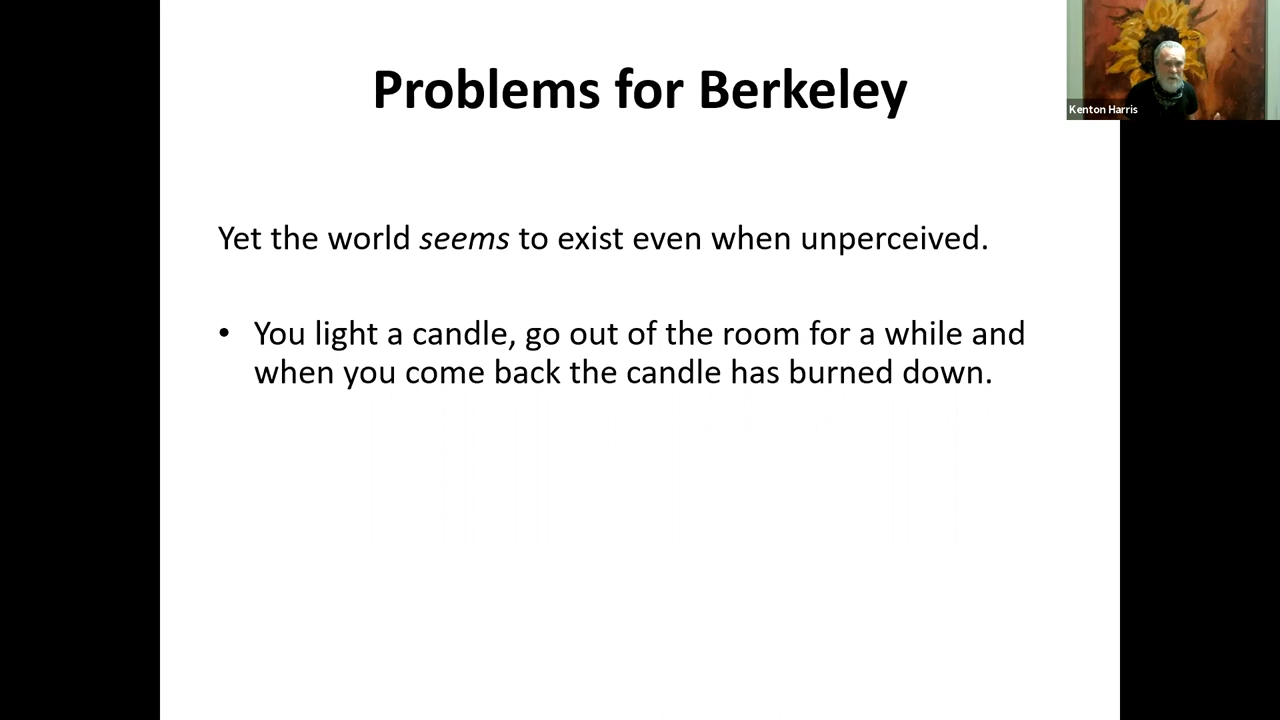 Problems for Berkeley
Kenton Harris
Yet the world seems to exist even when unperceived.
• You light a candle, go out of the room for a while and
when you come back the candle has burned down.